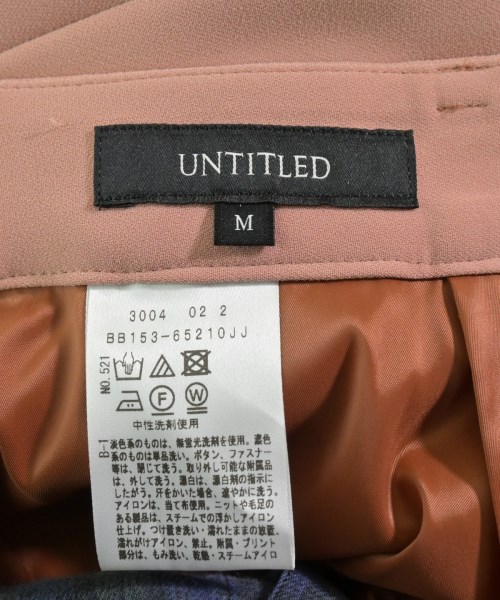 UNTITLED
M
3004 02 2
BB153-65210JJ
NO.521
F W
中性洗剤使用
B-1
淡色系のものは、無蛍光洗剤を使用。濃色
系のものは単品洗い。ボタン、ファスナー
等は、閉じて洗う。取り外し可能な附属品
は、外して洗う。漂白は、漂白剤の指示に
したがう。汗をかいた場合、速やかに洗う。
アイロンは、当て布使用。ニットや毛足の
ある製品は、スチームでの浮かしアイロン
仕上げ。つけ置き洗い・濡れたままの放置、
濡れがけアイロン、禁止。附属・プリント
部分は、もみ洗い、乾燥・スチームアイロ